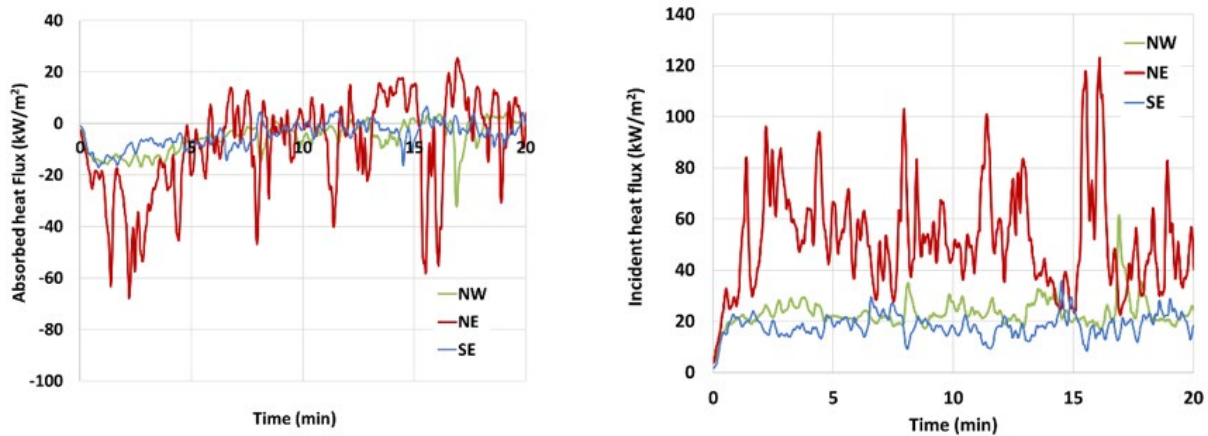 Absorbed heat Flux (kW/m²)
40
20
0
-20
-40
-60
-80
-100
0
5
10
15
20
NW
NE
SE
Time (min)
Incident heat flux (kW/m²)
140
120
100
80
60
40
20
0
0
5
10
15
20
NW
NE
SE
Time (min)